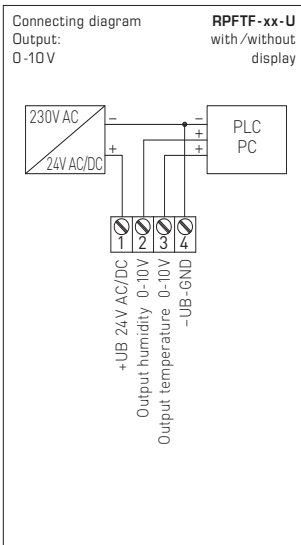 Connecting diagram RPFTF-xx-U
Output: with/without
0-10V display
230V AC
24V AC/DC
–
+
–
+
+
PLC
PC
1 2 3 4
+UB 24V AC/DC
Output humidity 0-10V
Output temperature 0-10V
–UB-GND